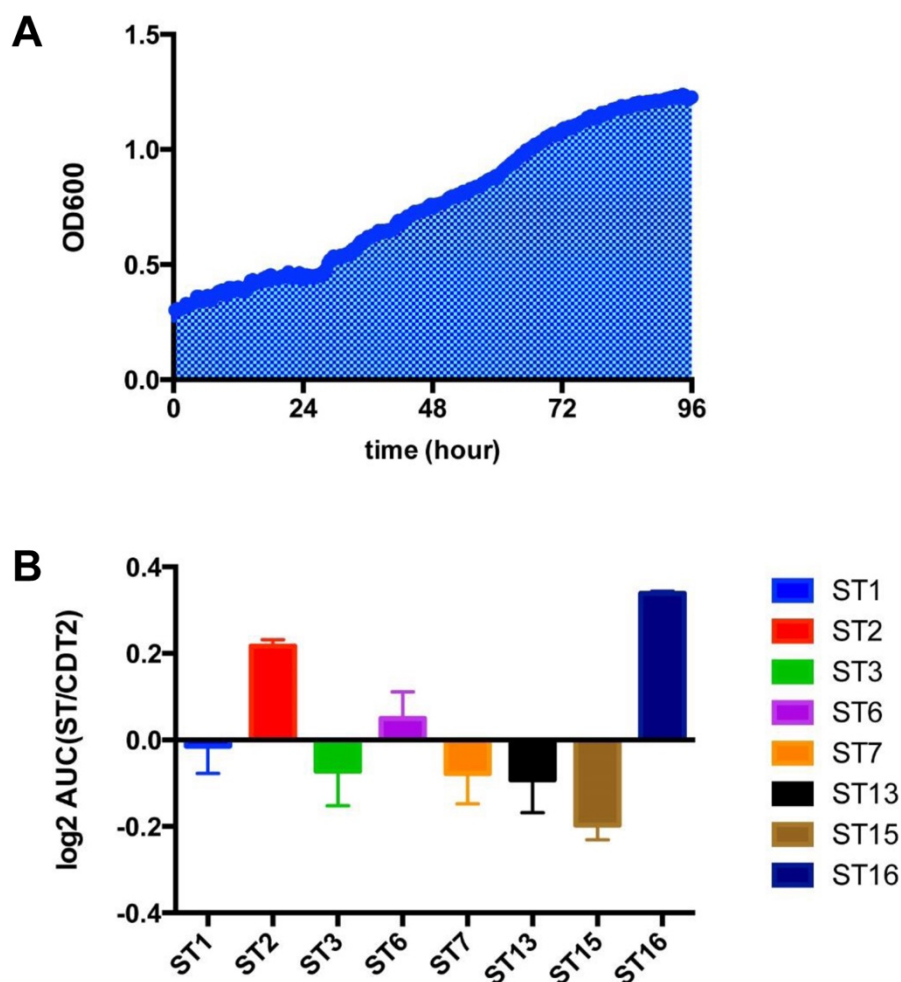 A
1.5
1.0
0.5
0.0
OD600
0 24 48 72 96
time (hour)
B
0.4
0.2
0.0
-0.2
-0.4
log2 AUC(ST/CDT2)
ST1 ST2 ST3 ST6 ST7 ST13 ST15 ST16
ST1
ST2
ST3
ST6
ST7
ST13
ST15
ST16